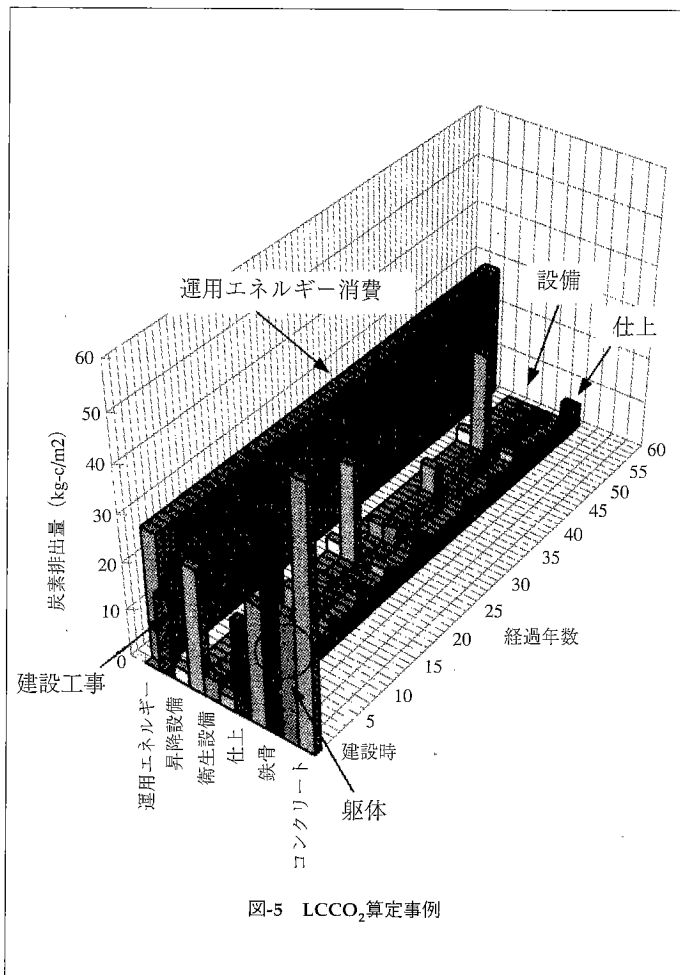 運用エネルギー消費
設備
仕上
60
50
40
30
20
10
0
炭素排出量 (kg-c/m2)
60
55
50
45
40
35
30
25
20
15
10
5
建設時
経過年数
建設工事
運用エネルギー
昇降設備
衛生設備
仕上
鉄骨
コンクリート
躯体
図-5 LCCO₂算定事例